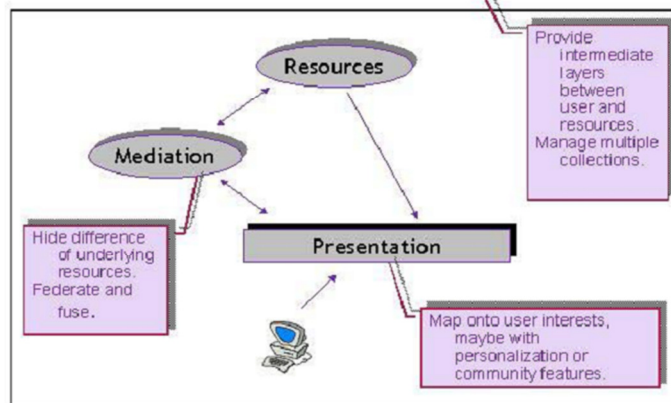 Provide
intermediate
layers
between
user and
resources.
Manage multiple
collections.
Resources
Mediation
Hide difference
of underlying
resources.
Federate and
fuse.
Presentation
Map onto user interests,
maybe with
personalization or
community features.